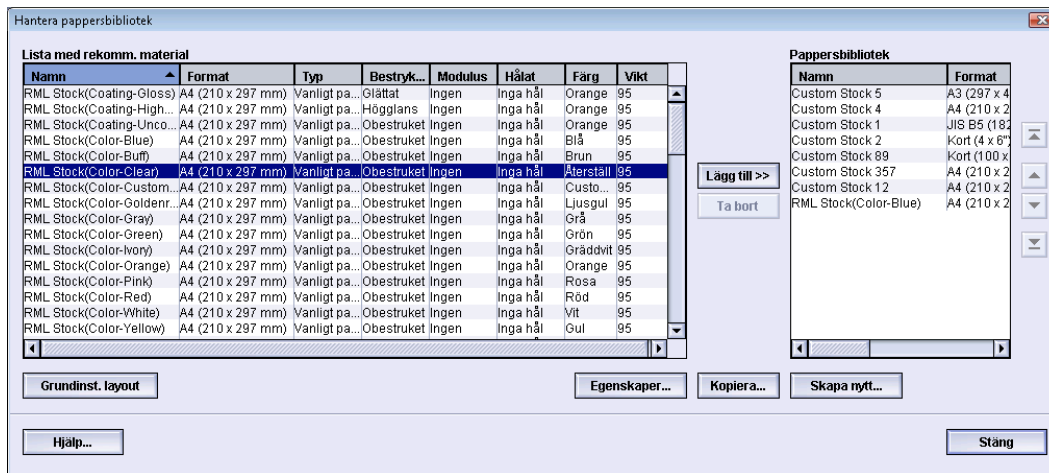 Hantera pappersbibliotek
Lista med rekomm. material
Namn Format Typ Bestryk... Modulus Hålat Färg Vikt
RML Stock(Coating-Gloss) A4 (210 x 297 mm) Vanligt pa... Glättat Ingen Inga hål Orange 95
RML Stock(Coating-High... A4 (210 x 297 mm) Vanligt pa... Högglans Ingen Inga hål Orange 95
RML Stock(Coating-Unco... A4 (210 x 297 mm) Vanligt pa... Obestruket Ingen Inga hål Orange 95
RML Stock(Color-Blue) A4 (210 x 297 mm) Vanligt pa... Obestruket Ingen Inga hål Blå 95
RML Stock(Color-Buff) A4 (210 x 297 mm) Vanligt pa... Obestruket Ingen Inga hål Brun 95
RML Stock(Color-Clear) A4 (210 x 297 mm) Vanligt pa... Obestruket Ingen Inga hål Återställ 95
RML Stock(Color-Custom... A4 (210 x 297 mm) Vanligt pa... Obestruket Ingen Inga hål Custo... 95
RML Stock(Color-Goldenr... A4 (210 x 297 mm) Vanligt pa... Obestruket Ingen Inga hål Ljusgul 95
RML Stock(Color-Gray) A4 (210 x 297 mm) Vanligt pa... Obestruket Ingen Inga hål Grå 95
RML Stock(Color-Green) A4 (210 x 297 mm) Vanligt pa... Obestruket Ingen Inga hål Grön 95
RML Stock(Color-Ivory) A4 (210 x 297 mm) Vanligt pa... Obestruket Ingen Inga hål Gräddvit 95
RML Stock(Color-Orange) A4 (210 x 297 mm) Vanligt pa... Obestruket Ingen Inga hål Orange 95
RML Stock(Color-Pink) A4 (210 x 297 mm) Vanligt pa... Obestruket Ingen Inga hål Rosa 95
RML Stock(Color-Red) A4 (210 x 297 mm) Vanligt pa... Obestruket Ingen Inga hål Röd 95
RML Stock(Color-White) A4 (210 x 297 mm) Vanligt pa... Obestruket Ingen Inga hål Vit 95
RML Stock(Color-Yellow) A4 (210 x 297 mm) Vanligt pa... Obestruket Ingen Inga hål Gul 95
Lägg till >>
Ta bort
Pappersbibliotek
Namn Format
Custom Stock 5 A3 (297 x 4
Custom Stock 4 A4 (210 x 2
Custom Stock 1 JIS B5 (182
Custom Stock 2 Kort (4 x 6")
Custom Stock 89 Kort (100 x
Custom Stock 357 A4 (210 x 2
Custom Stock 12 A4 (210 x 2
RML Stock(Color-Blue) A4 (210 x 2
Grundinst. layout Egenskaper... Kopiera... Skapa nytt...
Hjälp... Stäng